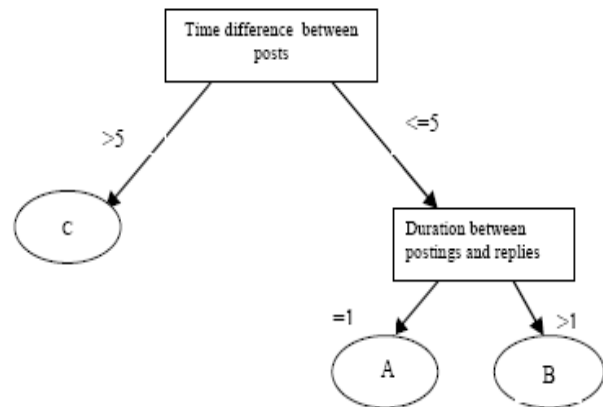 Time difference between
posts
>5
<=5
C
Duration between
postings and replies
=1
>1
A
B